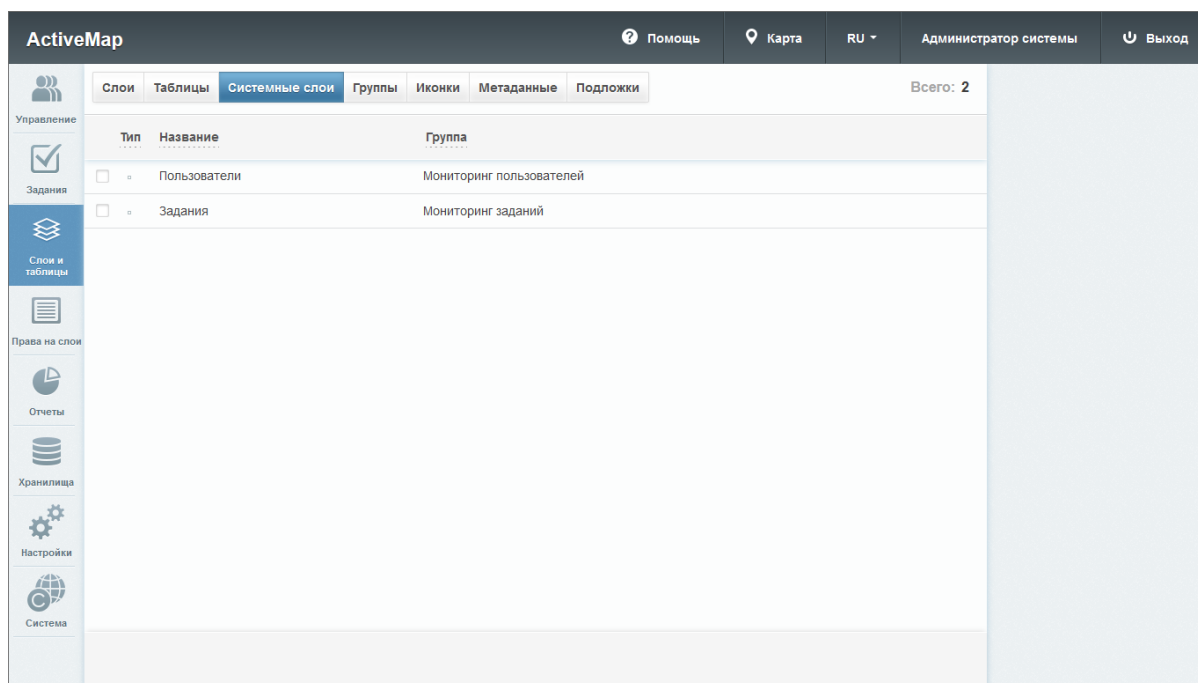 ActiveMap
Помощь
Карта
RU
Администратор системы
Выход
Управление
Задания
Слои и
таблицы
Права на слои
Отчеты
Хранилища
Настройки
Система
Слои Таблицы Системные слои Группы Иконки Метаданные Подложки
Всего: 2
Тип Название Группа
Пользователи Мониторинг пользователей
Задания Мониторинг заданий